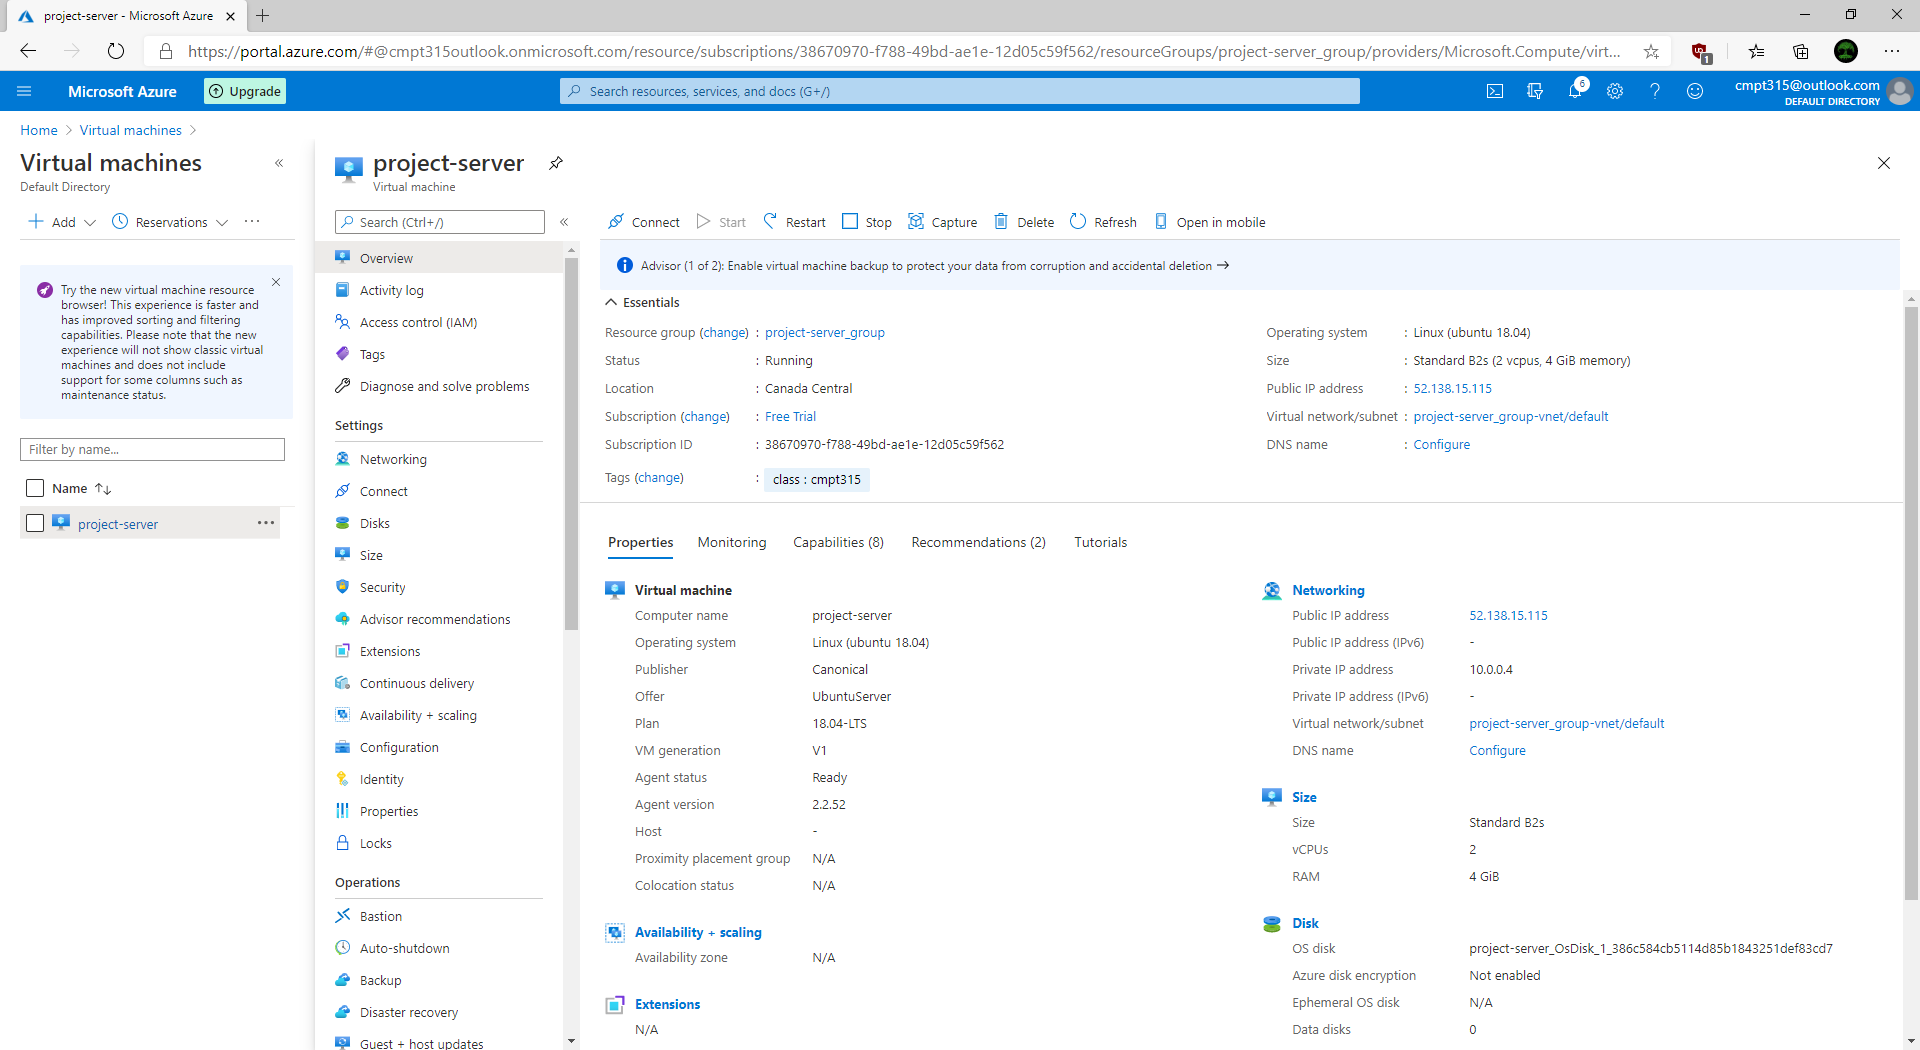 project-server - Microsoft Azure
https://portal.azure.com/#@cmpt315outlook.onmicrosoft.com/resource/subscriptions/38670970-f788-49bd-ae1e-12d05c59f562/resourceGroups/project-server_group/providers/Microsoft.Compute/virt...
1
Microsoft Azure
Upgrade
Search resources, services, and docs (G+/)
6
cmpt315@outlook.com
DEFAULT DIRECTORY
Home > Virtual machines >
Virtual machines
Default Directory
Add
Reservations
Try the new virtual machine resource
browser! This experience is faster and
has improved sorting and filtering
capabilities. Please note that the new
experience will not show classic virtual
machines and does not include
support for some columns such as
maintenance status.
Filter by name...
Name
project-server
project-server
Virtual machine
Search (Ctrl+/)
Overview
Activity log
Access control (IAM)
Tags
Diagnose and solve problems
Settings
Networking
Connect
Disks
Size
Security
Advisor recommendations
Extensions
Continuous delivery
Availability + scaling
Configuration
Identity
Properties
Locks
Operations
Bastion
Auto-shutdown
Backup
Disaster recovery
Guest + host updates
Connect Start Restart Stop Capture Delete Refresh Open in mobile
Advisor (1 of 2): Enable virtual machine backup to protect your data from corruption and accidental deletion →
Essentials
Resource group (change) : project-server_group
Status : Running
Location : Canada Central
Subscription (change) : Free Trial
Subscription ID : 38670970-f788-49bd-ae1e-12d05c59f562
Tags (change) : class : cmpt315
Operating system : Linux (ubuntu 18.04)
Size : Standard B2s (2 vcpus, 4 GiB memory)
Public IP address : 52.138.15.115
Virtual network/subnet : project-server_group-vnet/default
DNS name : Configure
Properties Monitoring Capabilities (8) Recommendations (2) Tutorials
Virtual machine
Computer name project-server
Operating system Linux (ubuntu 18.04)
Publisher Canonical
Offer UbuntuServer
Plan 18.04-LTS
VM generation V1
Agent status Ready
Agent version 2.2.52
Host -
Proximity placement group N/A
Colocation status N/A
Availability + scaling
Availability zone N/A
Extensions
N/A
Networking
Public IP address 52.138.15.115
Public IP address (IPv6) -
Private IP address 10.0.0.4
Private IP address (IPv6) -
Virtual network/subnet project-server_group-vnet/default
DNS name Configure
Size
Size Standard B2s
vCPUs 2
RAM 4 GiB
Disk
OS disk project-server_OsDisk_1_386c584cb5114d85b1843251def83cd7
Azure disk encryption Not enabled
Ephemeral OS disk N/A
Data disks 0